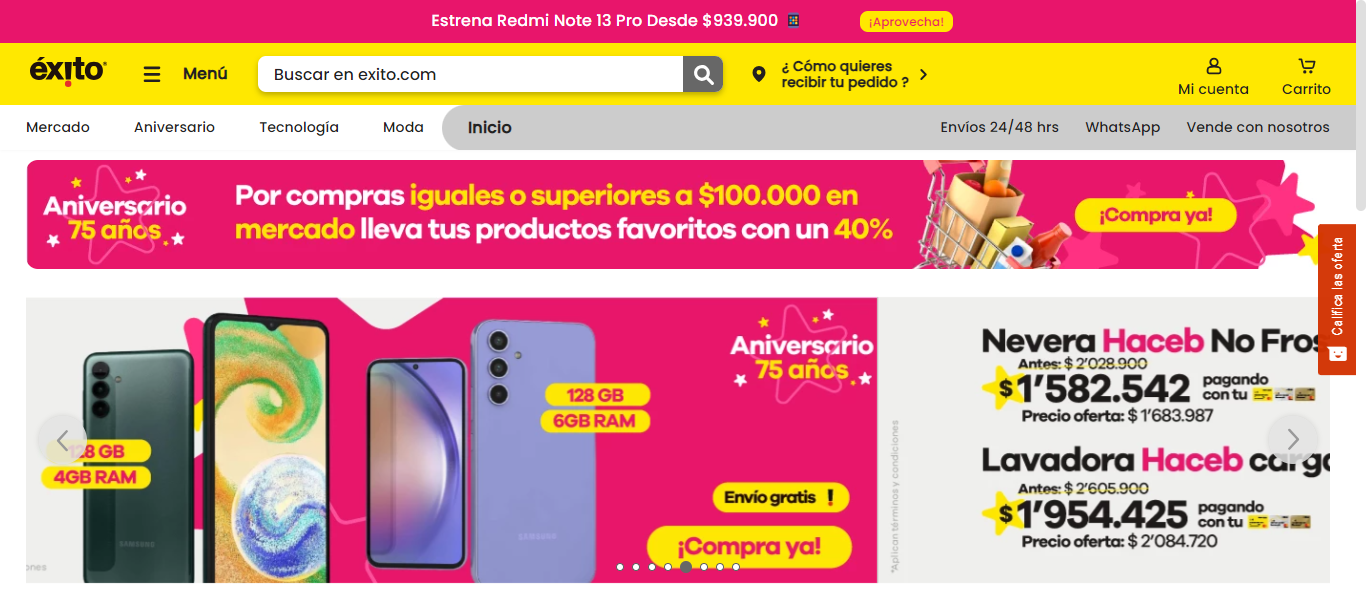 Estrena Redmi Note 13 Pro Desde $939.900
¡Aprovecha!
éxito
Menú
Buscar en exito.com
¿ Cómo quieres
recibir tu pedido ?
Mi cuenta
Carrito
Mercado
Aniversario
Tecnología
Moda
Inicio
Envíos 24/48 hrs
WhatsApp
Vende con nosotros
Aniversario
75 años
Por compras iguales o superiores a $100.000 en
mercado lleva tus productos favoritos con un 40%
¡Compra ya!
Califica las oferta
128 GB
4GB RAM
SAMSUNG
128 GB
6GB RAM
SAMSUNG
Aniversario
75 años
Envío gratis !
¡Compra ya!
*Aplican términos y condiciones
Nevera Haceb No Fros
Antes: $ 2'028.900
$1'582.542 pagando
con tu
Precio oferta: $ 1'683.987
Lavadora Haceb carga
Antes: $ 2'605.900
$1'954.425 pagando
con tu
Precio oferta: $ 2'084.720